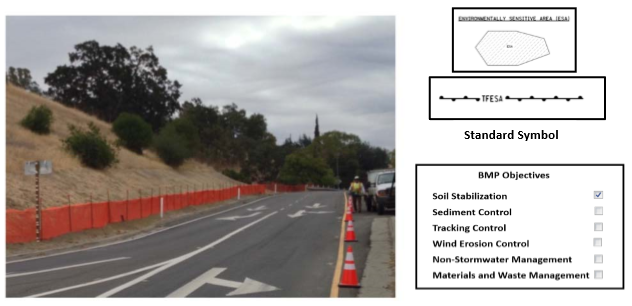 ENVIRONMENTALLY SENSITIVE AREA (ESA)
ESA
TFESA
Standard Symbol
BMP Objectives
Soil Stabilization
Sediment Control
Tracking Control
Wind Erosion Control
Non-Stormwater Management
Materials and Waste Management